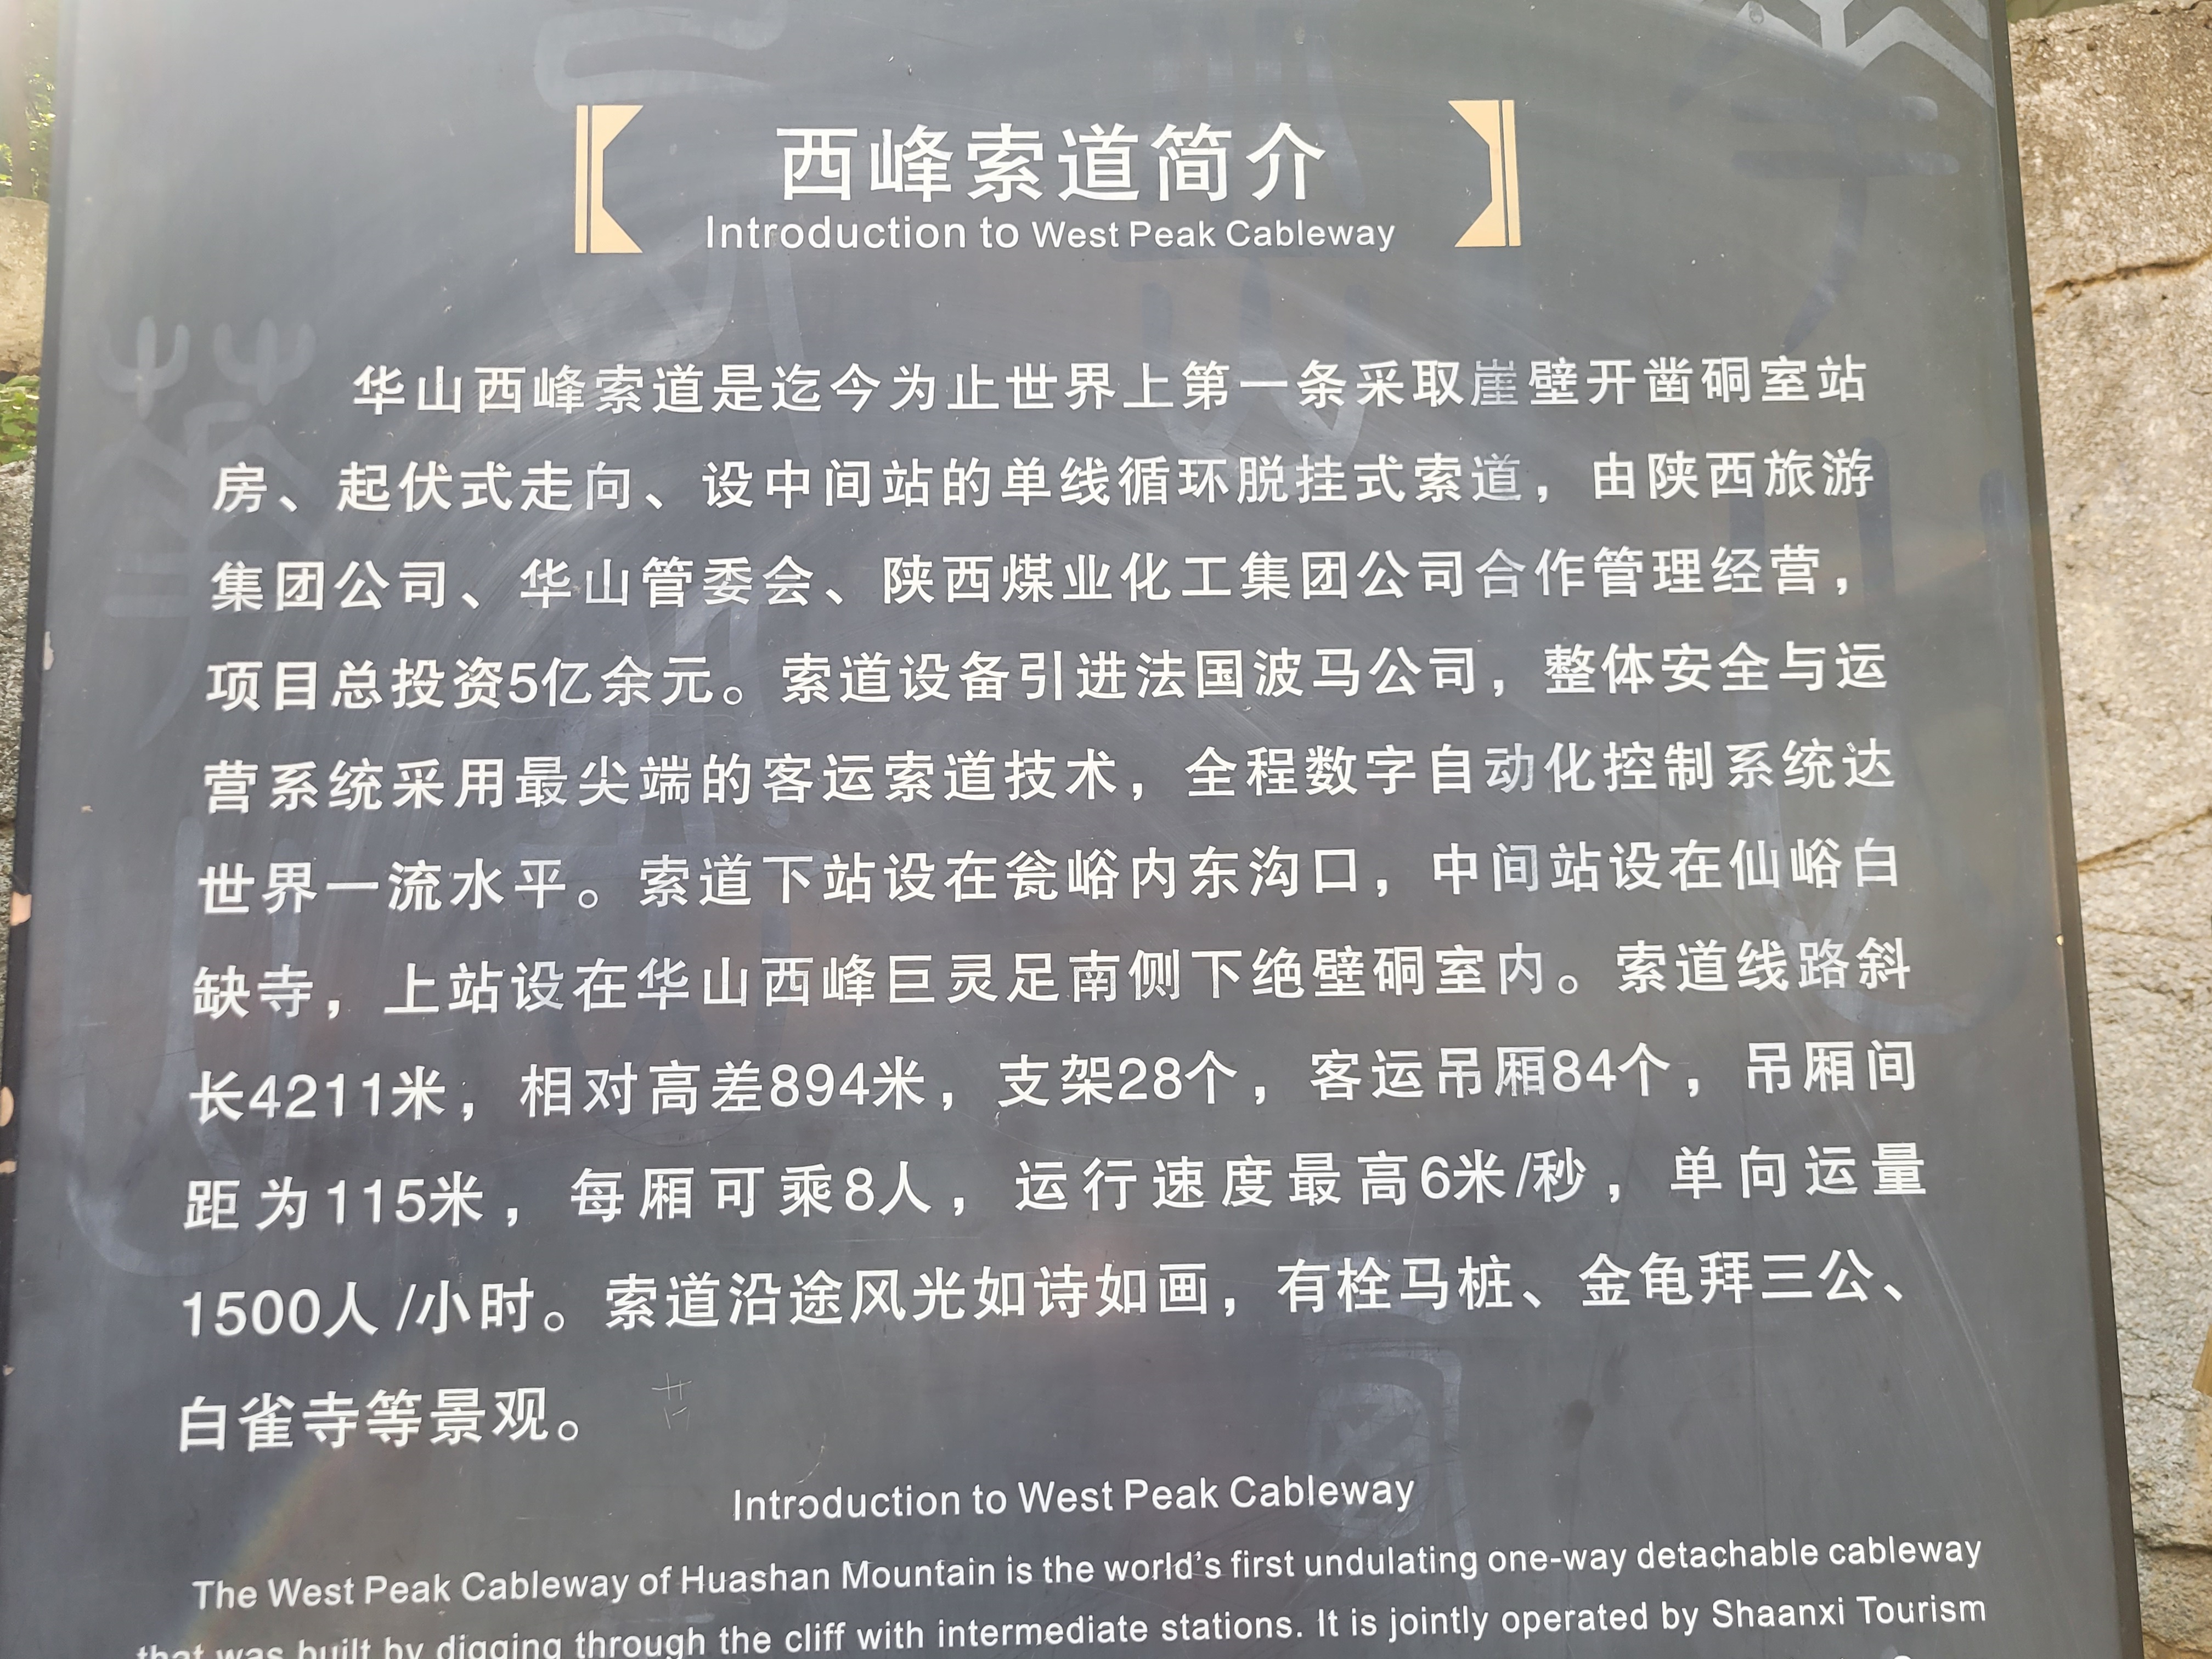 西峰索道简介
Introduction to West Peak Cableway
华山西峰索道是迄今为止世界上第一条采取崖壁开凿硐室站
房、起伏式走向、设中间站的单线循环脱挂式索道，由陕西旅游
集团公司、华山管委会、陕西煤业化工集团公司合作管理经营，
项目总投资5亿余元。索道设备引进法国波马公司，整体安全与运
营系统采用最尖端的客运索道技术，全程数字自动化控制系统达
世界一流水平。索道下站设在瓮峪内东沟口，中间站设在仙峪白
缺寺，上站设在华山西峰巨灵足南侧下绝壁硐室内。索道线路斜
长4211米，相对高差894米，支架28个，客运吊厢84个，吊厢间
距为115米，每厢可乘8人，运行速度最高6米/秒，单向运量
1500人/小时。索道沿途风光如诗如画，有栓马桩、金龟拜三公、
白雀寺等景观。
Introduction to West Peak Cableway
The West Peak Cableway of Huashan Mountain is the world's first undulating one-way detachable cableway
that was built by digging through the cliff with intermediate stations. It is jointly operated by Shaanxi Tourism